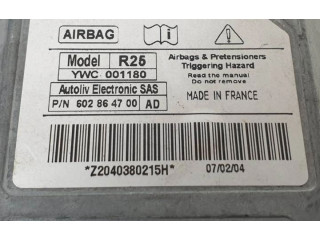 AIRBAG
Model R25
YWC 001180
Autoliv Electronic SAS
P/N 602 86 47 00 AD
Airbags & Pretensioners
Triggering Hazard
Read the manual
Do not remove
MADE IN FRANCE
*Z2040380215H*
07/02/04